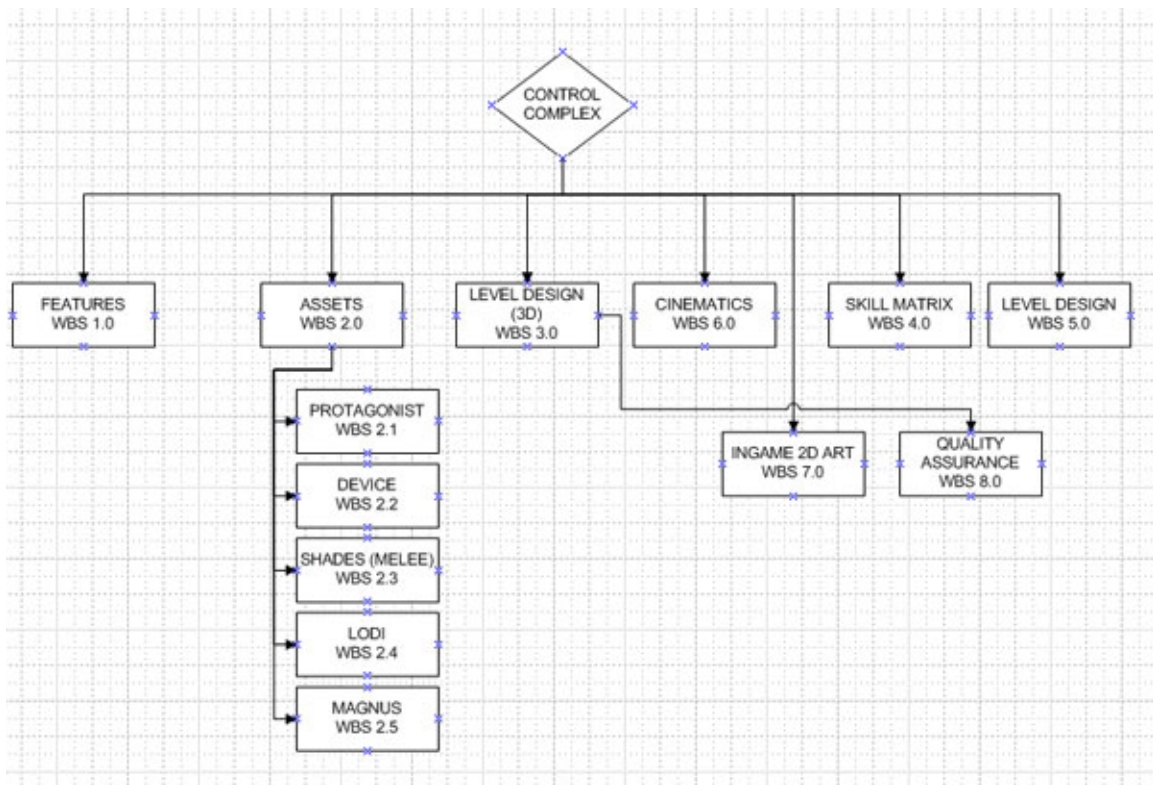 CONTROL
COMPLEX
FEATURES
WBS 1.0
ASSETS
WBS 2.0
LEVEL DESIGN
(3D)
WBS 3.0
CINEMATICS
WBS 6.0
SKILL MATRIX
WBS 4.0
LEVEL DESIGN
WBS 5.0
PROTAGONIST
WBS 2.1
DEVICE
WBS 2.2
SHADES (MELEE)
WBS 2.3
LODI
WBS 2.4
MAGNUS
WBS 2.5
INGAME 2D ART
WBS 7.0
QUALITY
ASSURANCE
WBS 8.0